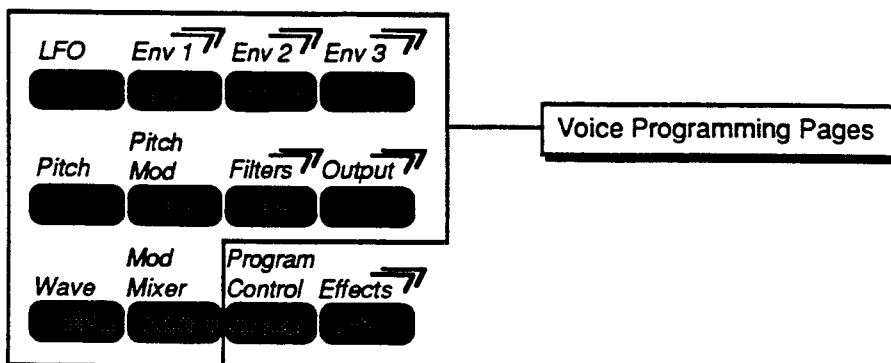 LFO Env 1 Env 2 Env 3
Voice Programming Pages
Pitch
Pitch Mod Filters Output
Mod Program
Wave Mixer Control Effects